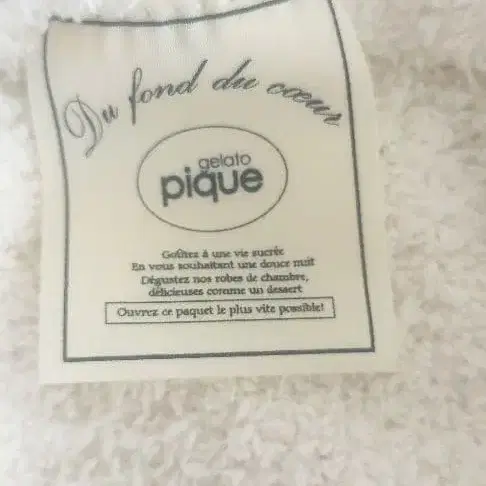 Du fond du cœur
gelato
pique
Goûtez à une vie sucrée
En vous souhaitant une douce nuit
Dégustez nos robes de chambre,
délicieuses comme un dessert
Ouvrez ce paquet le plus vite possible!